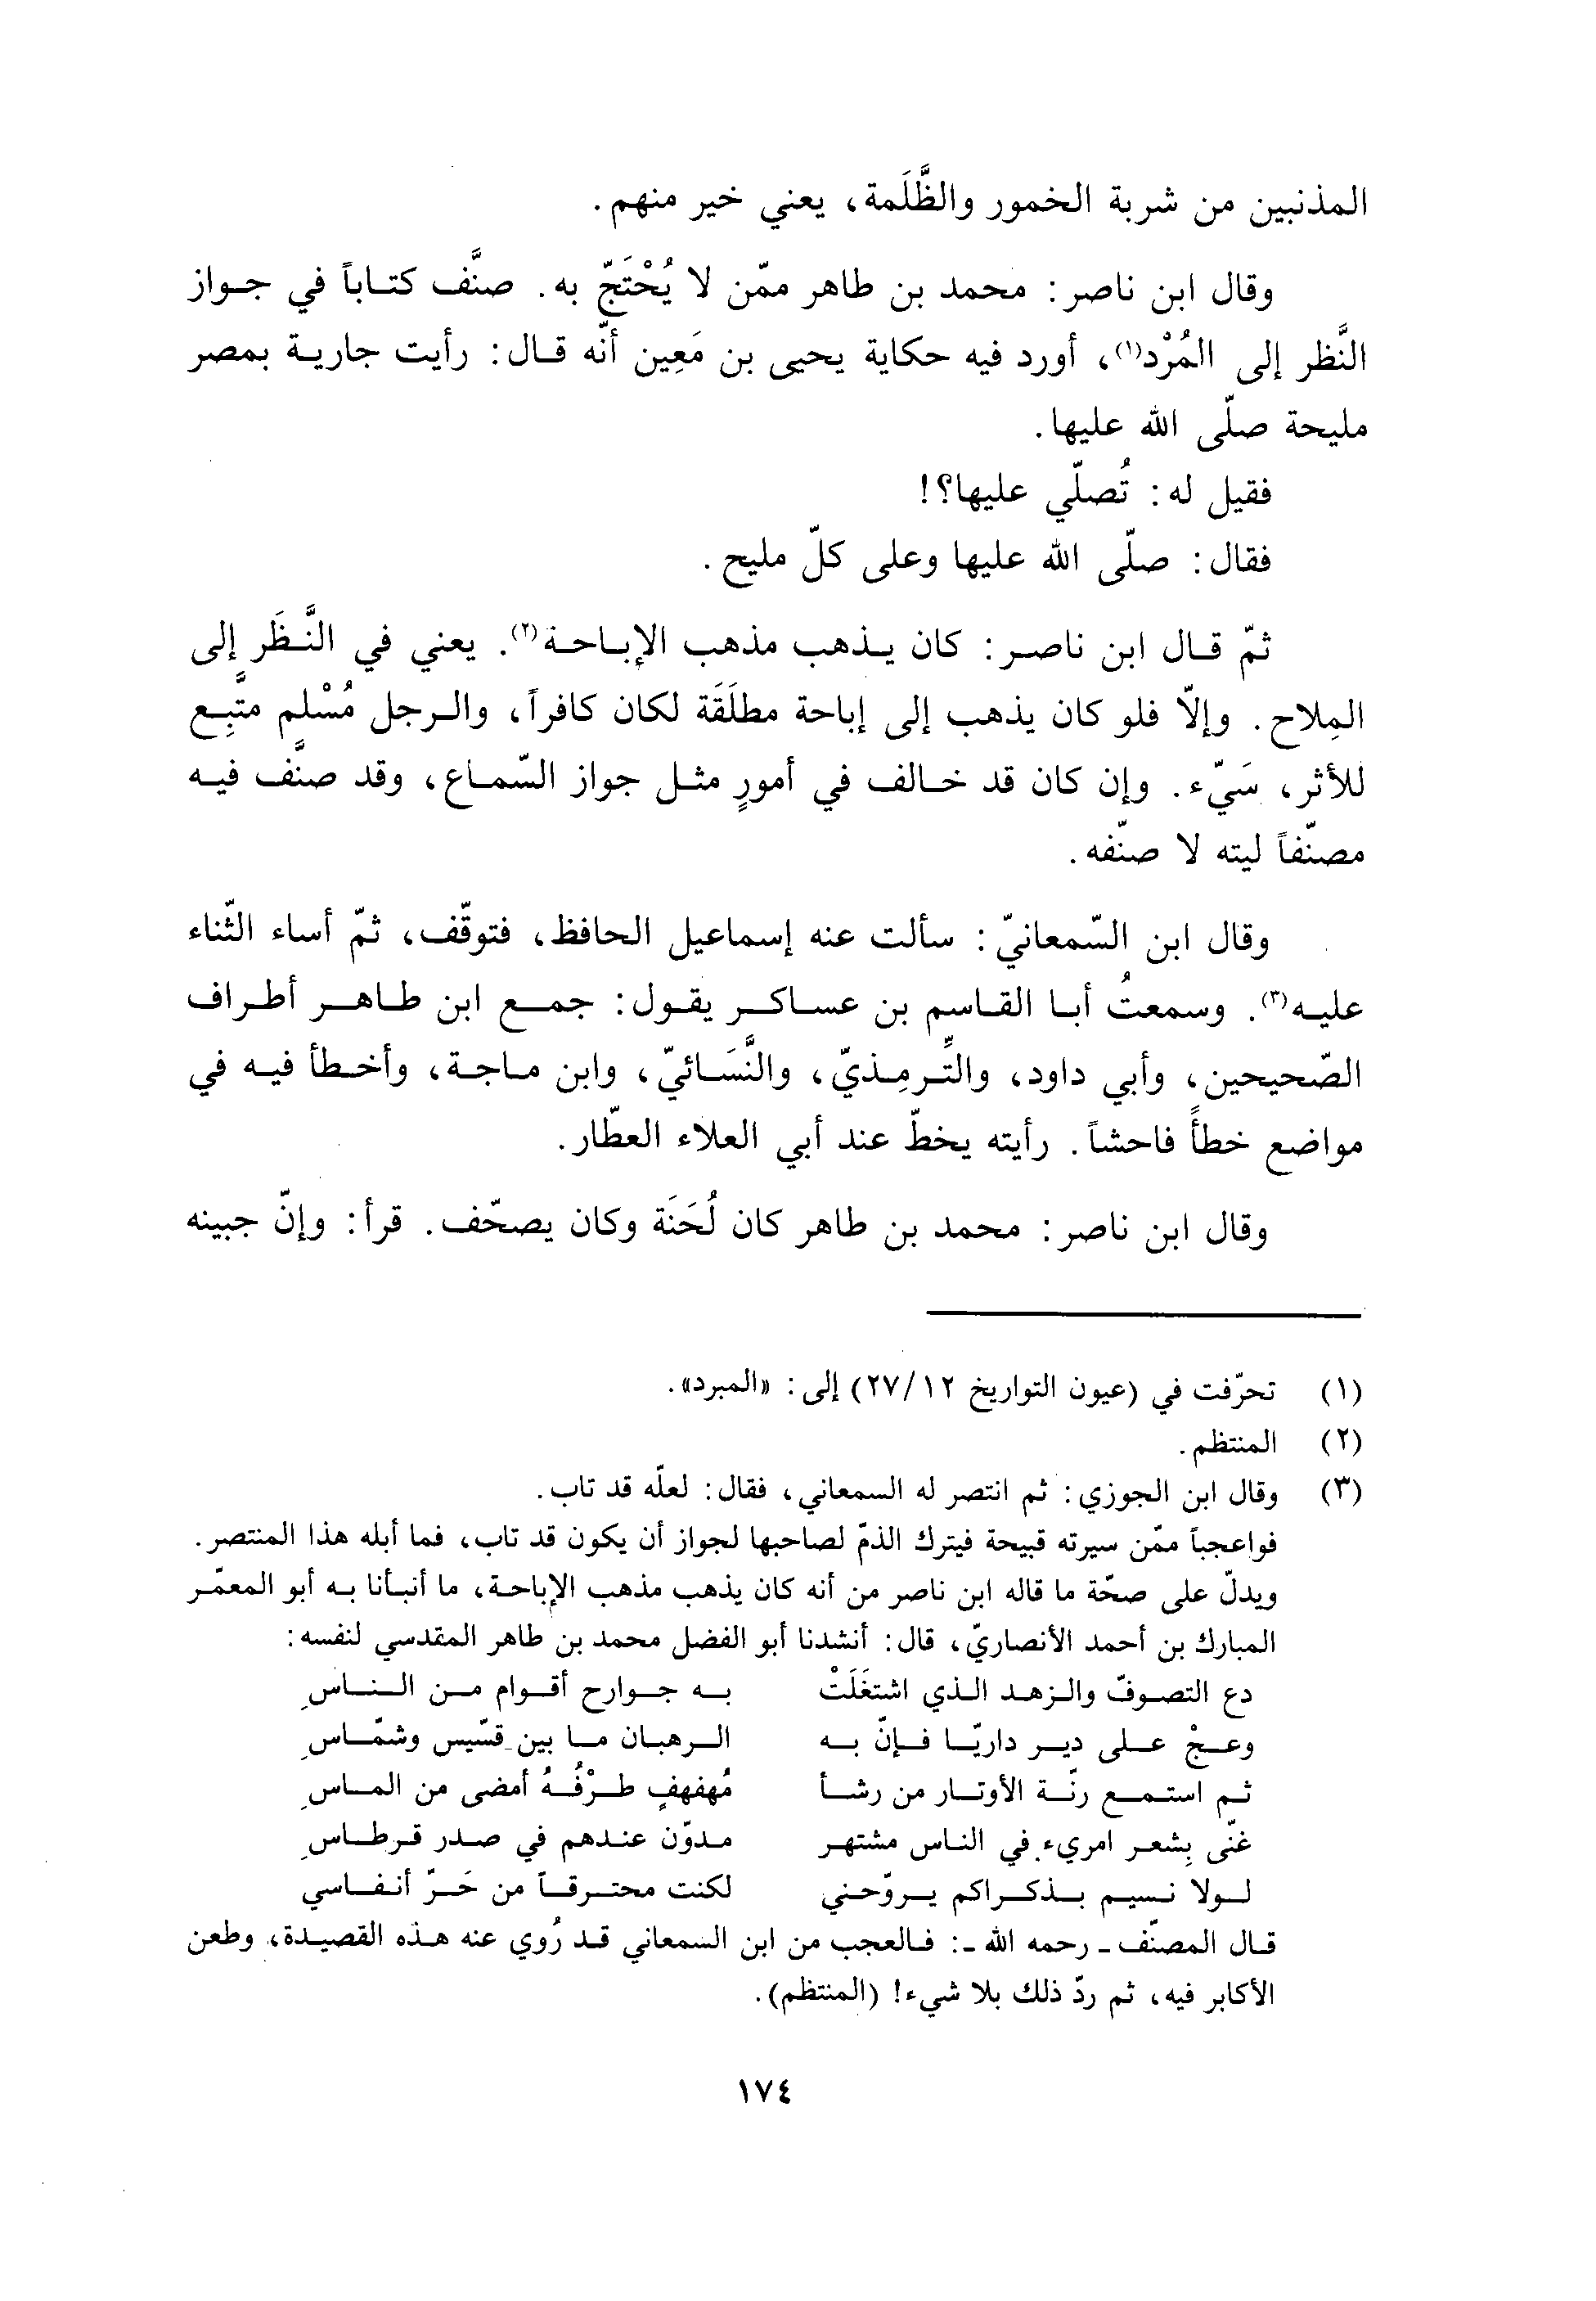 المذنبين من شربة الخمور والظَّلَمة، يعني خير منهم.
وقال ابن ناصر: محمد بن طاهر ممّن لا يُحْتَجّ به. صنَّف كتاباً في جواز
النَّظر إلى المُرْد(١)، أورد فيه حكاية يحيى بن مَعِين أنّه قال: رأيت جارية بمصر
مليحة صلّى الله عليها.
فقيل له: تُصلّي عليها؟!
فقال: صلّى الله عليها وعلى كلّ مليح.
ثمّ قال ابن ناصر: كان يذهب مذهب الإباحة(٢). يعني في النَّظَر إلى
المِلاح. وإلّا فلو كان يذهب إلى إباحة مطلَقَة لكان كافراً، والرجل مُسْلم متَّبِع
للأثر، سَيّء. وإن كان قد خالف في أمورٍ مثل جواز السّماع، وقد صنَّف فيه
مصنّفاً ليته لا صنّفه.
وقال ابن السّمعانيّ: سألت عنه إسماعيل الحافظ، فتوقّف، ثمّ أساء الثّناء
عليه(٣). وسمعتُ أبا القاسم بن عساكر يقول: جمع ابن طاهر أطراف
الصّحيحين، وأبي داود، والتِّرمِذيّ، والنَّسَائيّ، وابن ماجة، وأخطأ فيه في
مواضع خطأً فاحشاً. رأيته يخطّ عند أبي العلاء العطّار.
وقال ابن ناصر: محمد بن طاهر كان لُحَنَة وكان يصحّف. قرأ: وإنّ جبينه
(١) تحرّفت في (عيون التواريخ ٢٧/١٢) إلى: «المبرد».
(٢) المنتظم.
(٣) وقال ابن الجوزي: ثم انتصر له السمعاني، فقال: لعلّه قد تاب.
فواعجباً ممّن سيرته قبيحة فيترك الذمّ لصاحبها لجواز أن يكون قد تاب، فما أبله هذا المنتصر.
ويدلّ على صحّة ما قاله ابن ناصر من أنه كان يذهب مذهب الإباحة، ما أنبأنا به أبو المعمّر
المبارك بن أحمد الأنصاريّ، قال: أنشدنا أبو الفضل محمد بن طاهر المقدسي لنفسه:
دع التصوفّ والزهد الذي اشتغَلَتْ به جوارح أقوام من الناسِ
وعجْ على دير داريّا فإنّ به الرهبان ما بين قسّيس وشمّاسِ
ثم استمع رنّة الأوتار من رشأ مُهفهفٍ طرْفُهُ أمضى من الماسِ
غنّى بِشعر امريء في الناس مشتهر مدوّن عندهم في صدر قرطاسِ
لولا نسيم بذكراكم يروّحني لكنت محترقاً من حَرّ أنفاسي
قال المصنّف ـ رحمه الله ـ: فالعجب من ابن السمعاني قد رُوي عنه هذه القصيدة، وطعن
الأكابر فيه، ثم ردّ ذلك بلا شيء! (المنتظم).
١٧٤